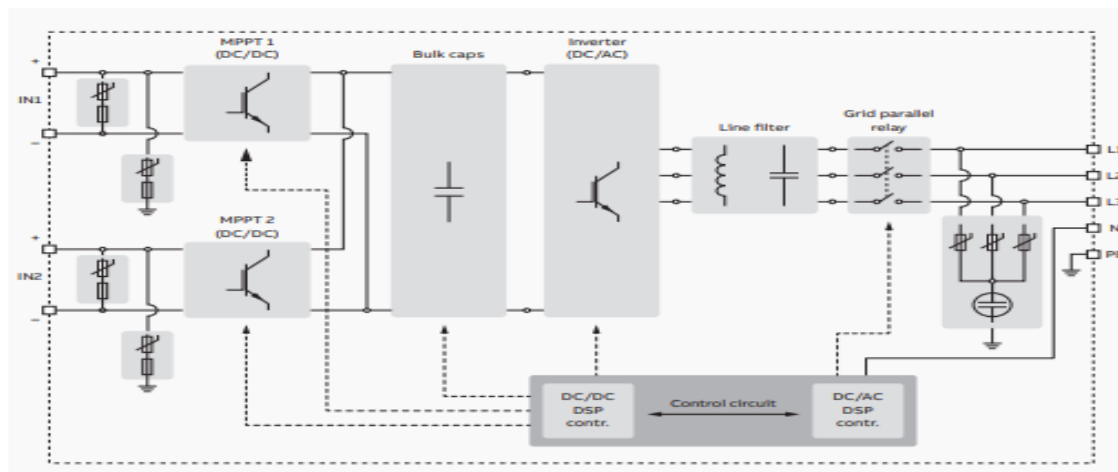 MPPT 1
(DC/DC)
Bulk caps
Inverter
(DC/AC)
+
IN1
−
Line filter
Grid parallel
relay
L1
L2
L3
N
MPPT 2
(DC/DC)
+
IN2
−
DC/DC
DSP
contr.
Control circuit
DC/AC
DSP
contr.